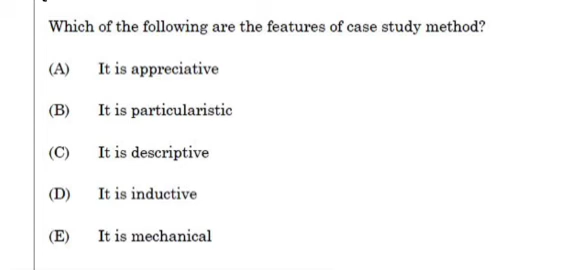 Which of the following are the features of case study method?
(A) It is appreciative
(B) It is particularistic
(C) It is descriptive
(D) It is inductive
(E) It is mechanical